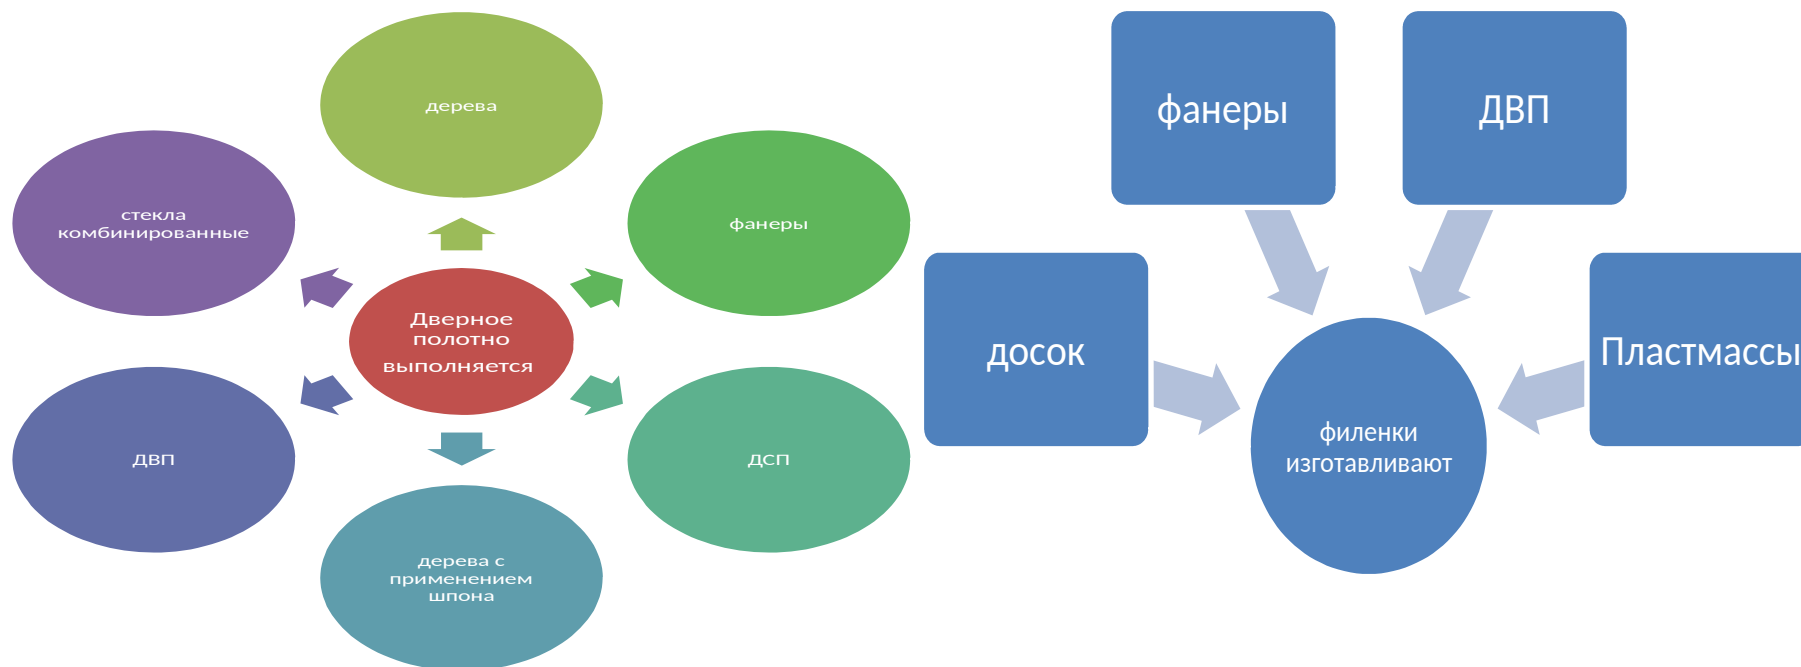 Дверное
полотно
выполняется
дерева
фанеры
ДСП
дерева с
применением
шпона
ДВП
стекла
комбинированные
досок
фанеры
ДВП
Пластмассы
филенки
изготавливают